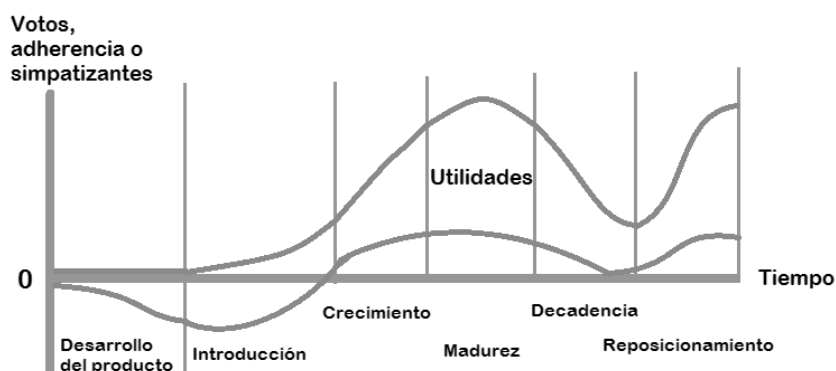 Votos,
adherencia o
simpatizantes
Utilidades
0
Tiempo
Crecimiento
Decadencia
Desarrollo
del producto
Introducción
Madurez
Reposicionamiento